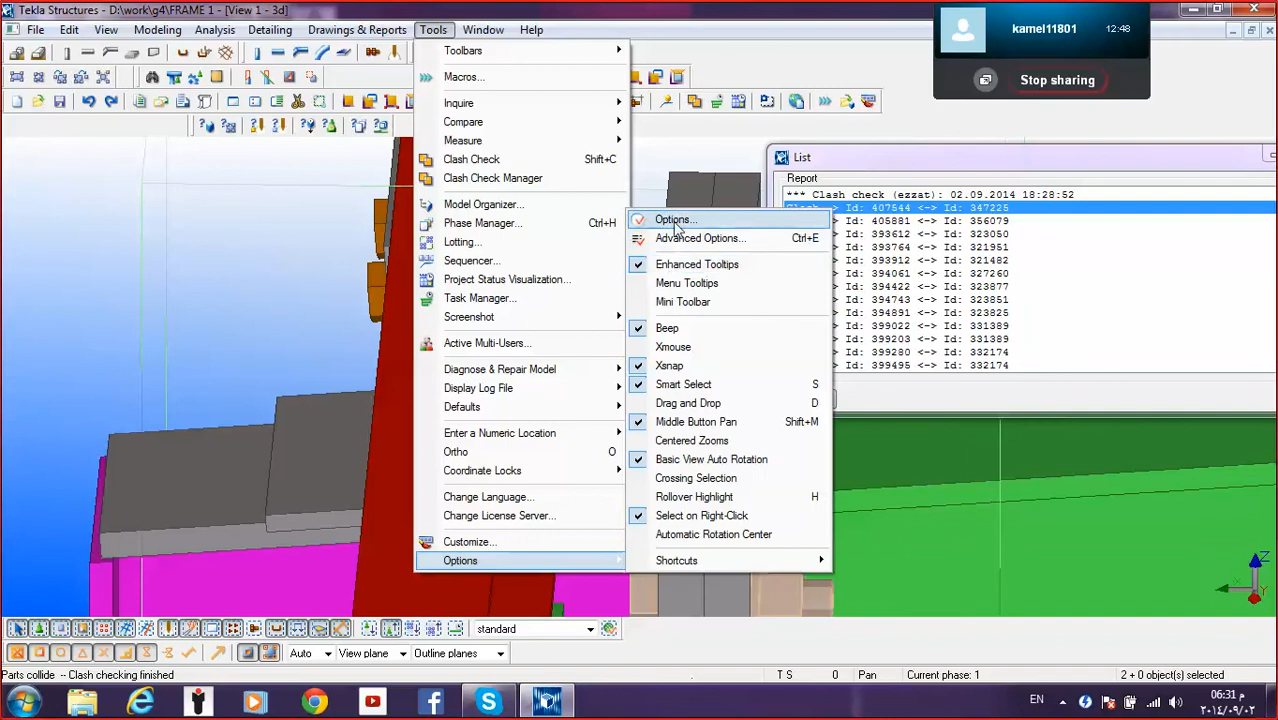 Tekla Structures - D:\work\g4\FRAME 1 - [View 1 - 3d]
File Edit View Modeling Analysis Detailing Drawings & Reports Tools Window Help
kamel11801 12:48
Stop sharing
Toolbars
Macros...
Inquire
Compare
Measure
Clash Check Shift+C
Clash Check Manager
Model Organizer...
Phase Manager... Ctrl+H
Lotting...
Sequencer...
Project Status Visualization...
Task Manager...
Screenshot
Active Multi-Users...
Diagnose & Repair Model
Display Log File
Defaults
Enter a Numeric Location
Ortho O
Coordinate Locks
Change Language...
Change License Server...
Customize...
Options
Options...
Advanced Options... Ctrl+E
Enhanced Tooltips
Menu Tooltips
Mini Toolbar
Beep
Xmouse
Xsnap
Smart Select S
Drag and Drop D
Middle Button Pan Shift+M
Centered Zooms
Basic View Auto Rotation
Crossing Selection
Rollover Highlight H
Select on Right-Click
Automatic Rotation Center
Shortcuts
List
Report
*** Clash check (ezzat): 02.09.2014 18:28:52
Clash -> Id: 407544 <-> Id: 347225
Id: 405881 <-> Id: 356079
Id: 393612 <-> Id: 323050
Id: 393764 <-> Id: 321951
Id: 393912 <-> Id: 321482
Id: 394061 <-> Id: 327260
Id: 394422 <-> Id: 323877
Id: 394743 <-> Id: 323851
Id: 394891 <-> Id: 323825
Id: 399022 <-> Id: 331389
Id: 399203 <-> Id: 331389
Id: 399280 <-> Id: 332174
Id: 399495 <-> Id: 332174
Z
X
Y
standard
Auto View plane Outline planes
Parts collide -- Clash checking finished T S 0 Pan Current phase: 1 2 + 0 object(s) selected
EN
06:31 م
٢٠١٤/٠٩/٠٢